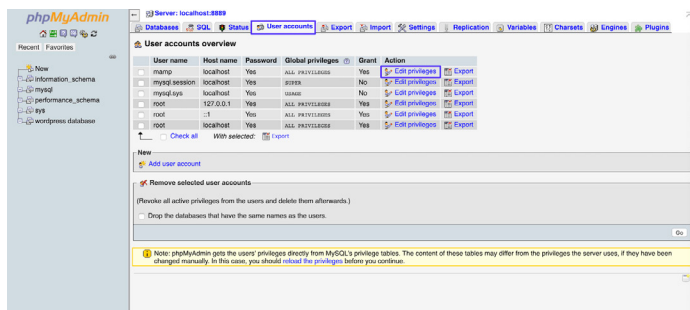 phpMyAdmin
Recent Favorites
New
information_schema
mysql
performance_schema
sys
wordpress database
Server: localhost:8889
Databases SQL Status User accounts Export Import Settings Replication Variables Charsets Engines Plugins
User accounts overview
User name Host name Password Global privileges Grant Action
mamp localhost Yes ALL PRIVILEGES Yes Edit privileges Export
mysql.session localhost Yes SUPER No Edit privileges Export
mysql.sys localhost Yes USAGE No Edit privileges Export
root 127.0.0.1 Yes ALL PRIVILEGES Yes Edit privileges Export
root ::1 Yes ALL PRIVILEGES Yes Edit privileges Export
root localhost Yes ALL PRIVILEGES Yes Edit privileges Export
Check all With selected: Export
New
Add user account
Remove selected user accounts
(Revoke all active privileges from the users and delete them afterwards.)
Drop the databases that have the same names as the users.
Go
Note: phpMyAdmin gets the users' privileges directly from MySQL's privilege tables. The content of these tables may differ from the privileges the server uses, if they have been
changed manually. In this case, you should reload the privileges before you continue.